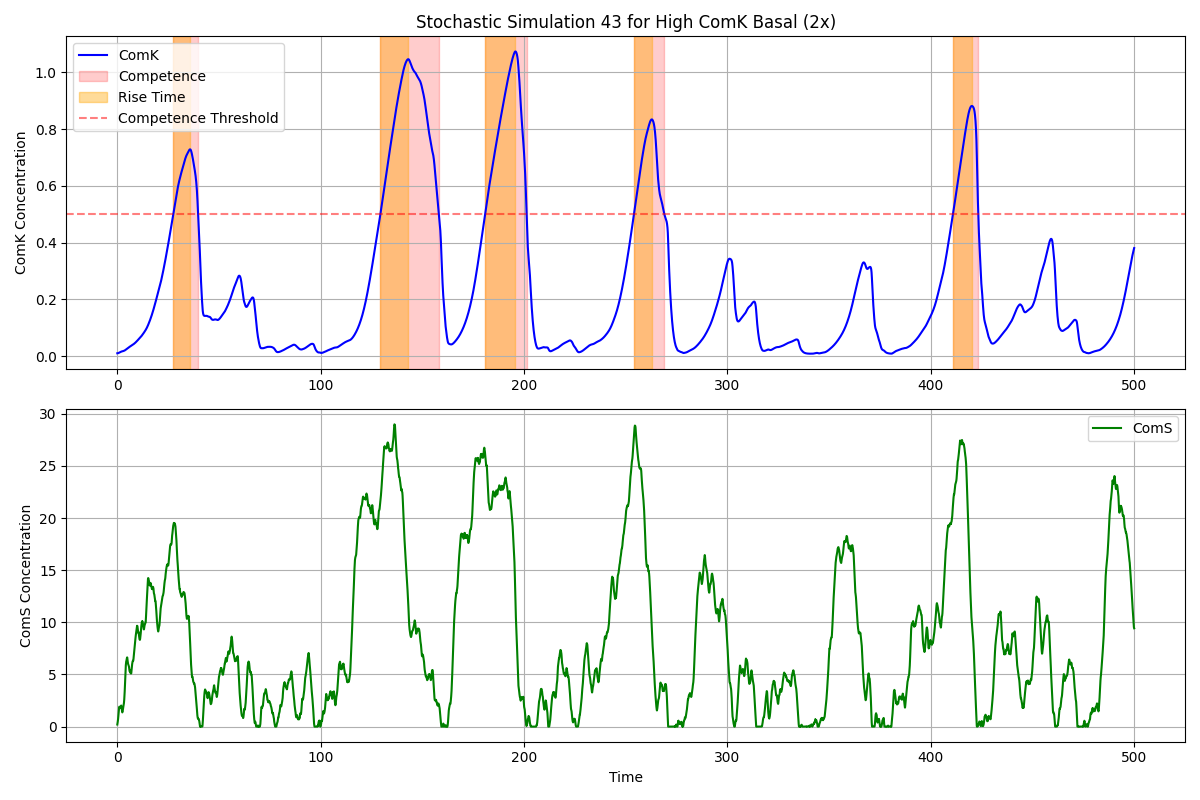 Stochastic Simulation 43 for High ComK Basal (2x)
ComK
Competence
Rise Time
Competence Threshold
ComK Concentration
1.0
0.8
0.6
0.4
0.2
0.0
0 100 200 300 400 500
ComS
ComS Concentration
30
25
20
15
10
5
0
0 100 200 300 400 500
Time